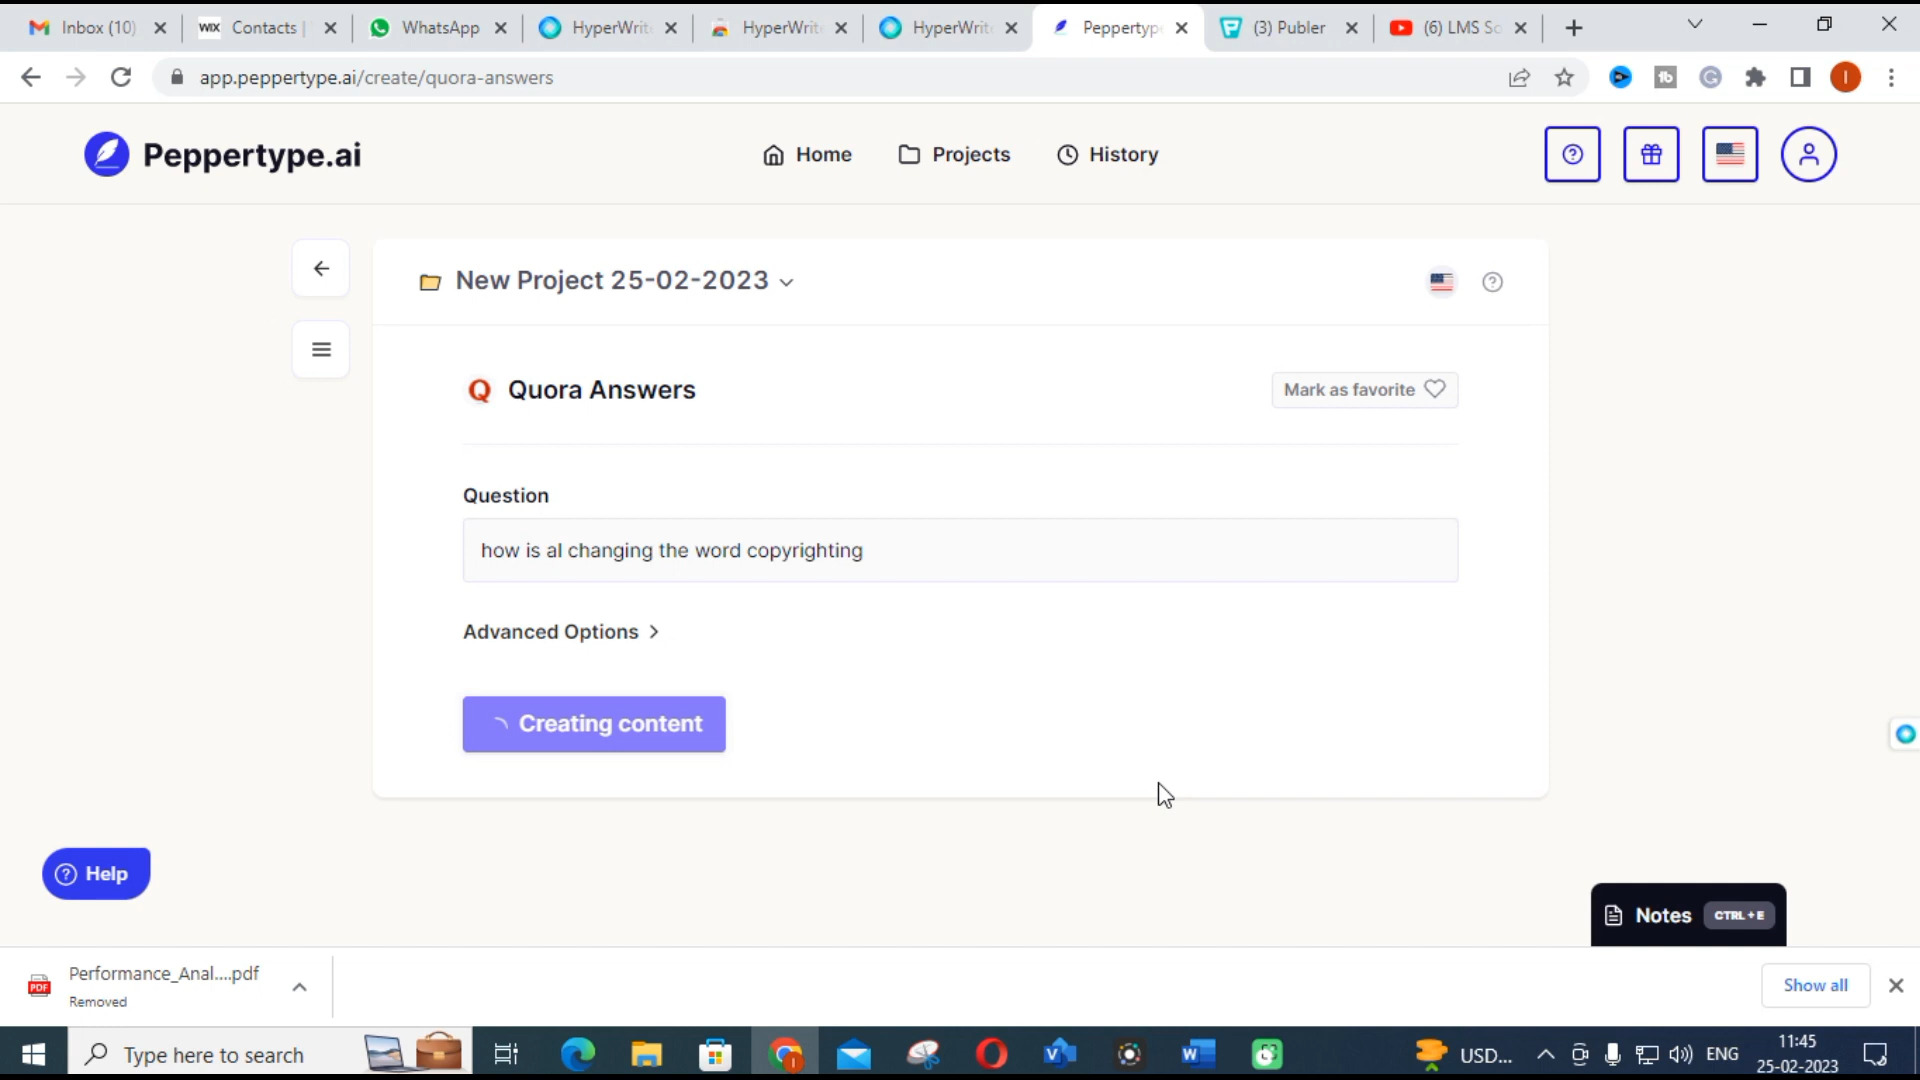 Inbox (10)
Contacts |
WhatsApp
HyperWrit
HyperWrit
HyperWrit
Peppertyp
(3) Publer
(6) LMS So
app.peppertype.ai/create/quora-answers
Peppertype.ai
Home
Projects
History
New Project 25-02-2023
Quora Answers
Mark as favorite
Question
how is aI changing the word copyrighting
Advanced Options
Creating content
Help
Notes CTRL+E
Performance_Anal....pdf
Removed
Show all
Type here to search
USD...
ENG
11:45
25-02-2023